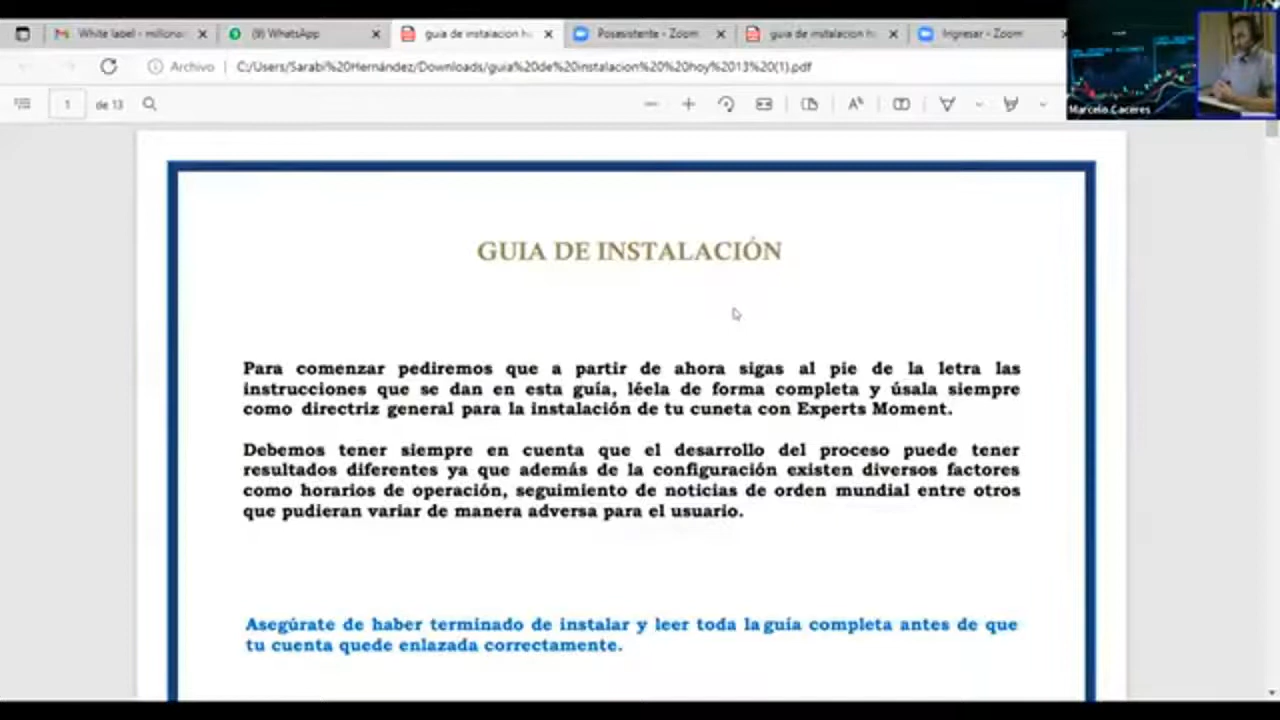 White label - milliona
(9) WhatsApp
guia de instalacion h
Posasistente - Zoom
guia de instalacion h
Ingresar - Zoom
Marcelo Caceres
Archivo
C:/Users/Sarabi%20Hernández/Downloads/guia%20de%20instalacion%20%20hoy%2013%20(1).pdf
1 de 13
GUIA DE INSTALACIÓN
Para comenzar pediremos que a partir de ahora sigas al pie de la letra las
instrucciones que se dan en esta guía, léela de forma completa y úsala siempre
como directriz general para la instalación de tu cuneta con Experts Moment.
Debemos tener siempre en cuenta que el desarrollo del proceso puede tener
resultados diferentes ya que además de la configuración existen diversos factores
como horarios de operación, seguimiento de noticias de orden mundial entre otros
que pudieran variar de manera adversa para el usuario.
Asegúrate de haber terminado de instalar y leer toda la guía completa antes de que
tu cuenta quede enlazada correctamente.